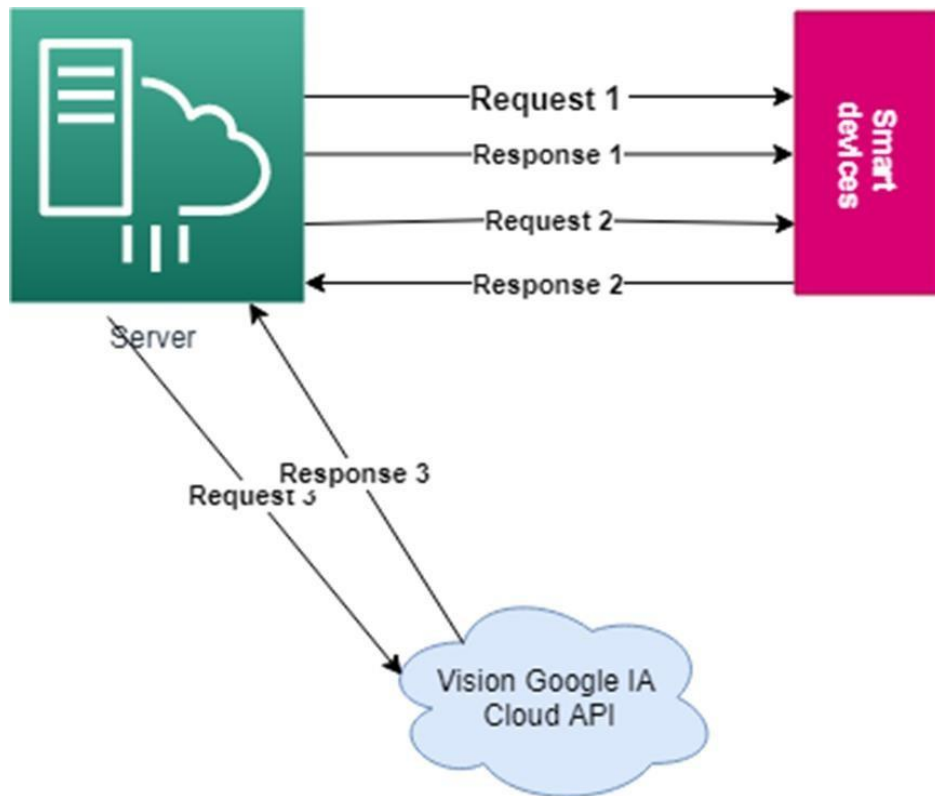 Request 1
Smart
devices
Response 1
Request 2
Response 2
Server
Response 3
Request 3
Vision Google IA
Cloud API